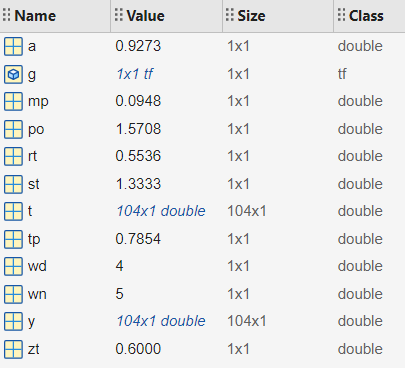 Name Value Size Class
a 0.9273 1x1 double
g 1x1 tf 1x1 tf
mp 0.0948 1x1 double
po 1.5708 1x1 double
rt 0.5536 1x1 double
st 1.3333 1x1 double
t 104x1 double 104x1 double
tp 0.7854 1x1 double
wd 4 1x1 double
wn 5 1x1 double
y 104x1 double 104x1 double
zt 0.6000 1x1 double